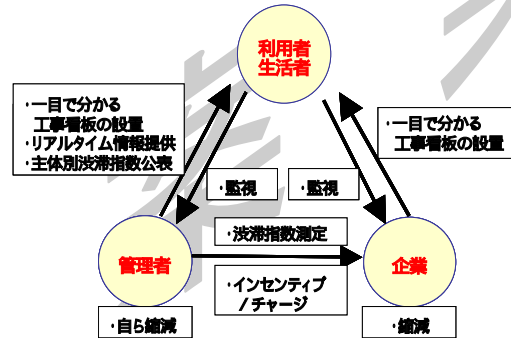 利用者
生活者
・一目で分かる
工事看板の設置
・リアルタイム情報提供
・主体別渋滞指数公表
・一目で分かる
工事看板の設置
・監視
・監視
・渋滞指数測定
管理者
企業
・インセンティブ
/チャージ
・自ら縮減
・縮減